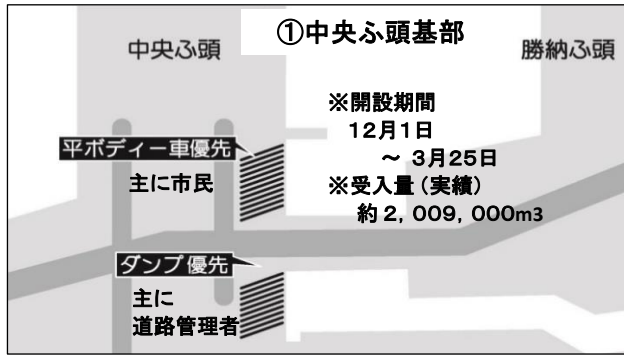 ①中央ふ頭基部
中央ふ頭
勝納ふ頭
※開設期間
12月1日
～ 3月25日
※受入量(実績)
約2,009,000m3
平ボディー車優先
主に市民
ダンプ優先
主に
道路管理者